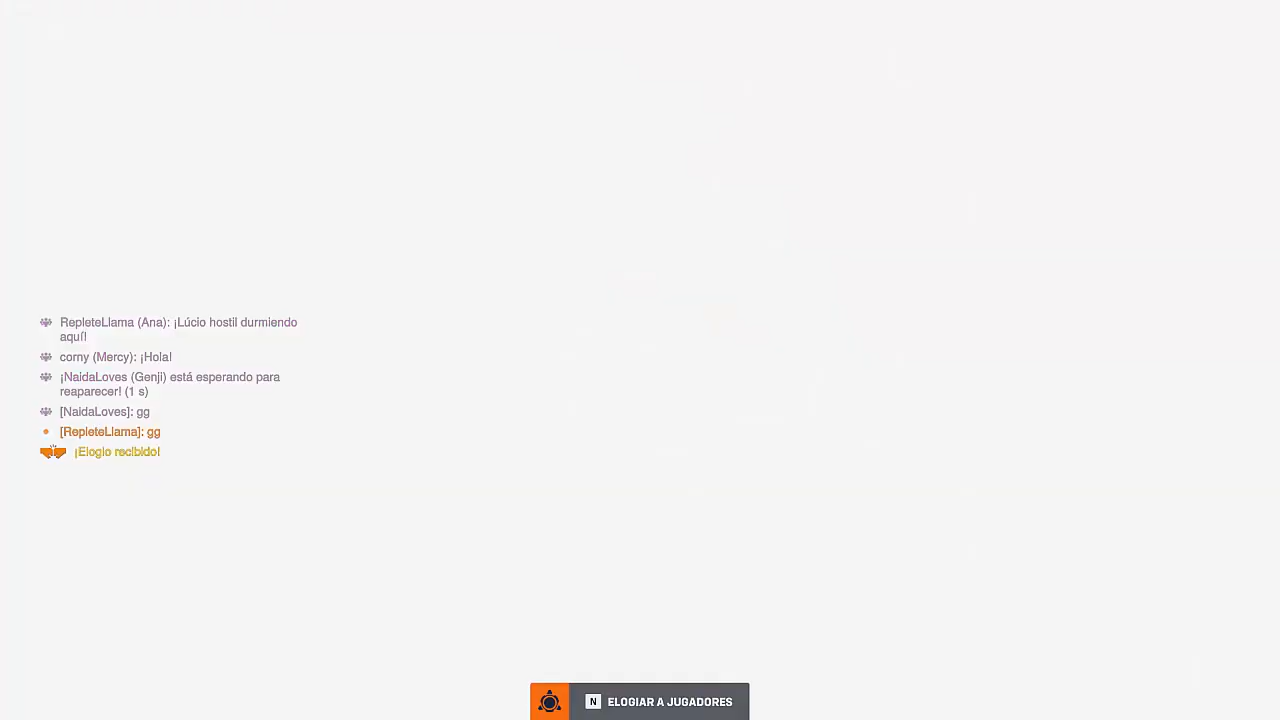 RepleteLlama (Ana): ¡Lúcio hostil durmiendo
aquí!
corny (Mercy): ¡Hola!
¡NaidaLoves (Genji) está esperando para
reaparecer! (1 s)
[NaidaLoves]: gg
[RepleteLlama]: gg
¡Elogio recibido!
N ELOGIAR A JUGADORES